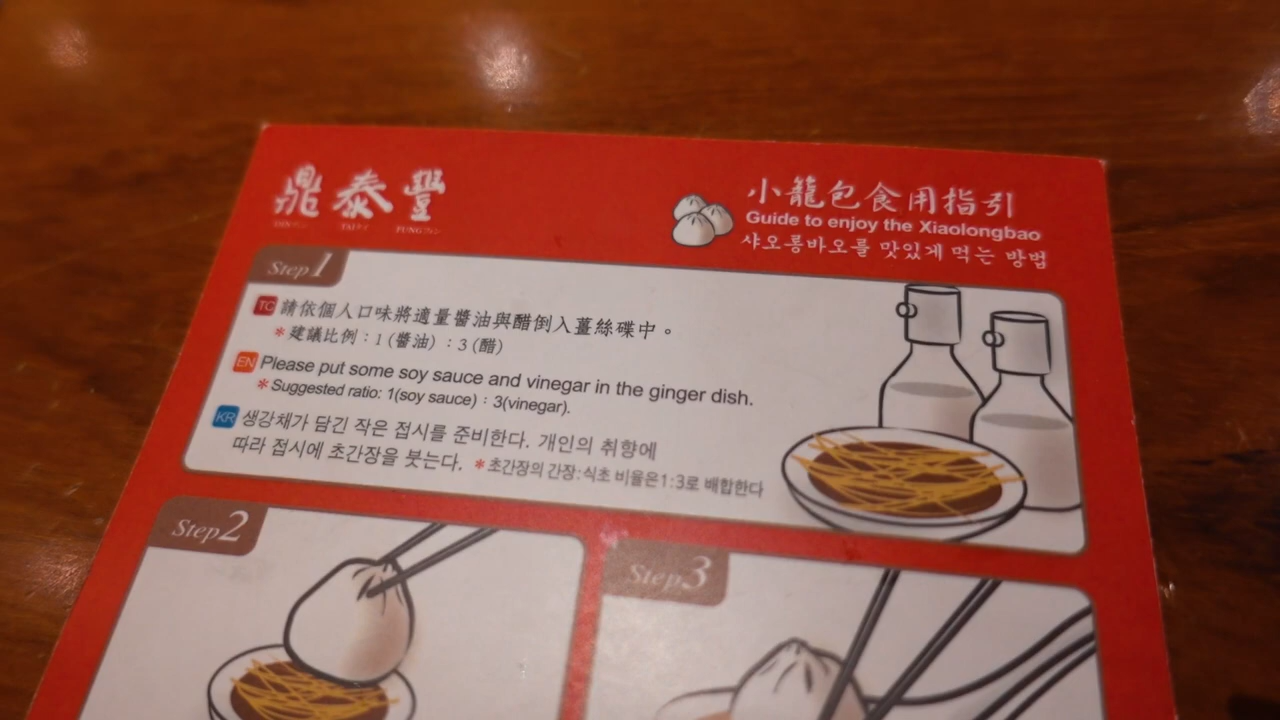 鼎泰豐
DIN TAI FUNG
小籠包食用指引
Guide to enjoy the Xiaolongbao
샤오롱바오를 맛있게 먹는 방법
Step 1
TC 請依個人口味將適量醬油與醋倒入薑絲碟中。
*建議比例：1 (醬油)：3 (醋)
EN Please put some soy sauce and vinegar in the ginger dish.
*Suggested ratio: 1(soy sauce)：3(vinegar).
KR 생강채가 담긴 작은 접시를 준비한다. 개인의 취향에
따라 접시에 초간장을 붓는다. *초간장의 간장:식초 비율은1:3로 배합한다
Step2
Step3